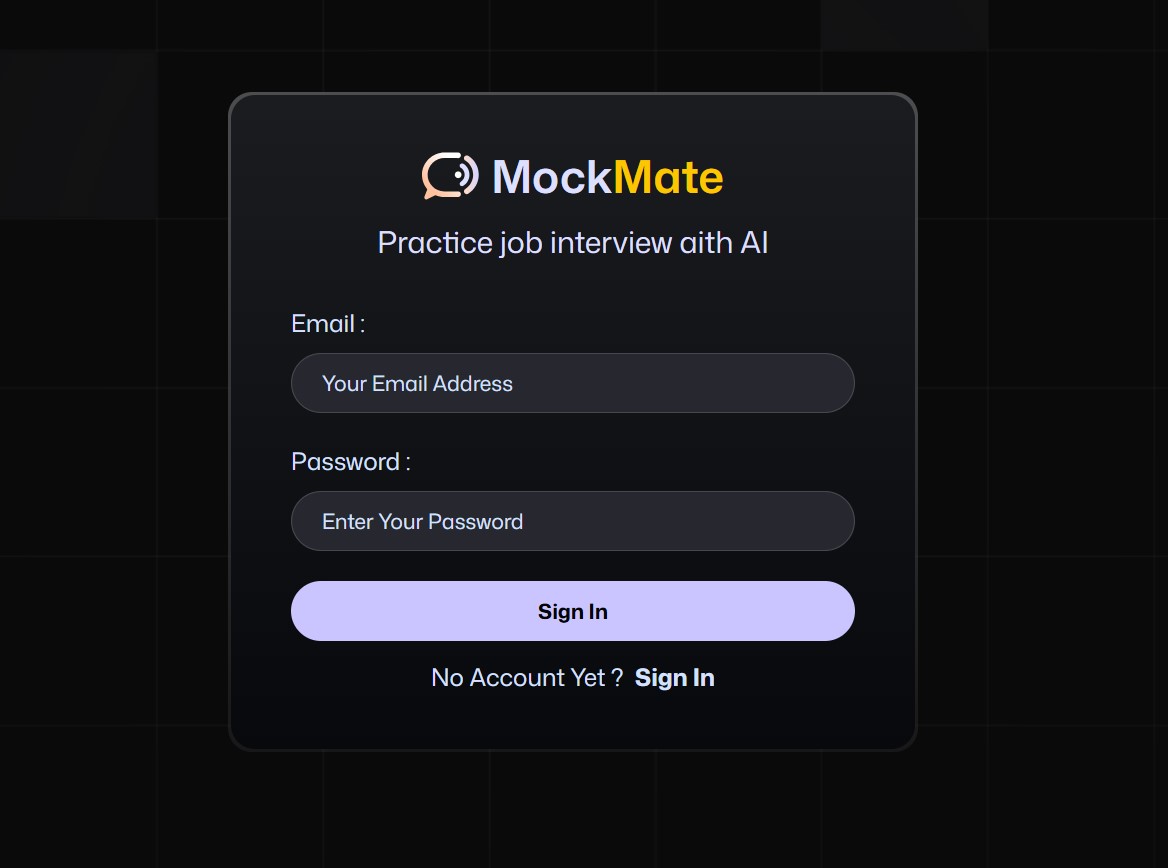 MockMate
Practice job interview aith AI
Email :
Your Email Address
Password :
Enter Your Password
Sign In
No Account Yet ? Sign In